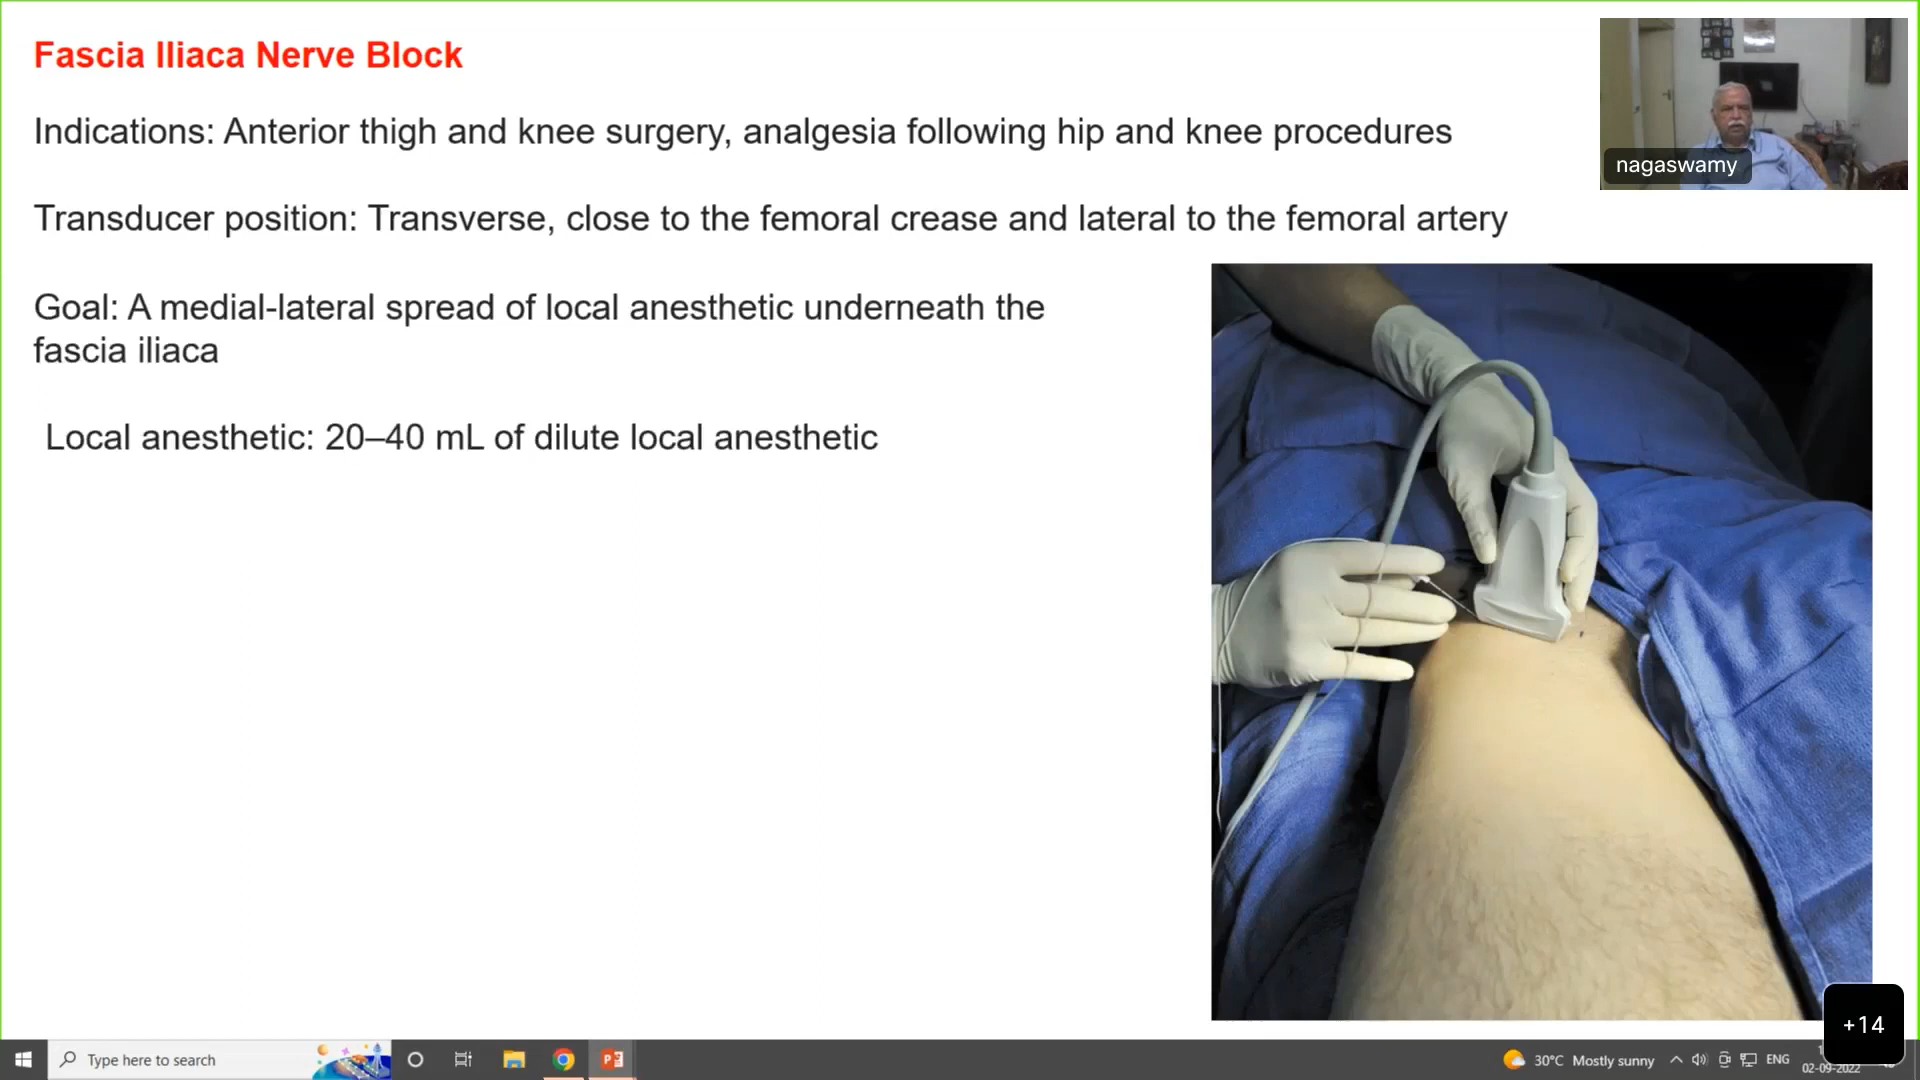 Fascia Iliaca Nerve Block
Indications: Anterior thigh and knee surgery, analgesia following hip and knee procedures
nagaswamy
Transducer position: Transverse, close to the femoral crease and lateral to the femoral artery
Goal: A medial-lateral spread of local anesthetic underneath the
fascia iliaca
Local anesthetic: 20–40 mL of dilute local anesthetic
+14
Type here to search
30°C Mostly sunny
ENG
02-09-2022